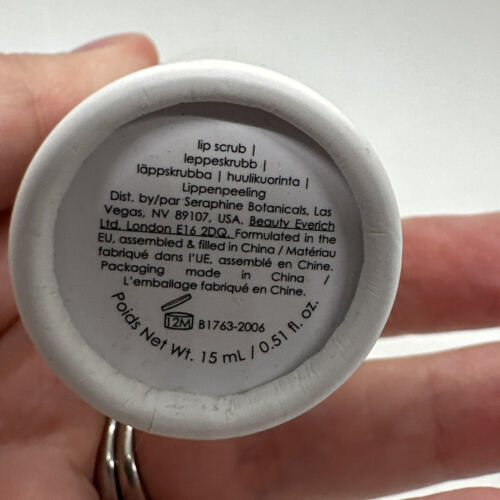 lip scrub |
leppeskrubb |
läppskrubba | huulikuorinta |
Lippenpeeling
Dist. by/par Seraphine Botanicals, Las
Vegas, NV 89107, USA. Beauty Everich
Ltd. London E16 2DQ. Formulated in the
EU, assembled & filled in China / Matériau
fabriqué dans l'UE, assemblé en Chine.
Packaging made in China /
L'emballage fabriqué en Chine.
12M B1763-2006
Poids Net Wt. 15 mL / 0.51 fl. oz.